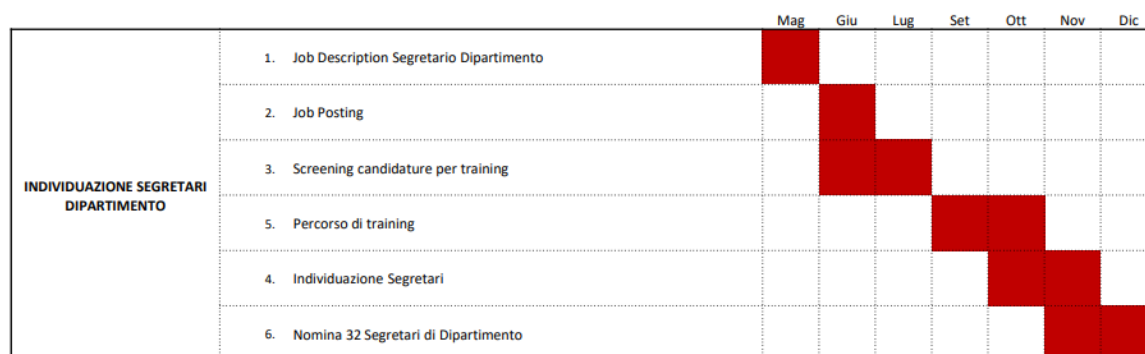 Mag Giu Lug Set Ott Nov Dic
1. Job Description Segretario Dipartimento
2. Job Posting
3. Screening candidature per training
INDIVIDUAZIONE SEGRETARI
DIPARTIMENTO
5. Percorso di training
4. Individuazione Segretari
6. Nomina 32 Segretari di Dipartimento